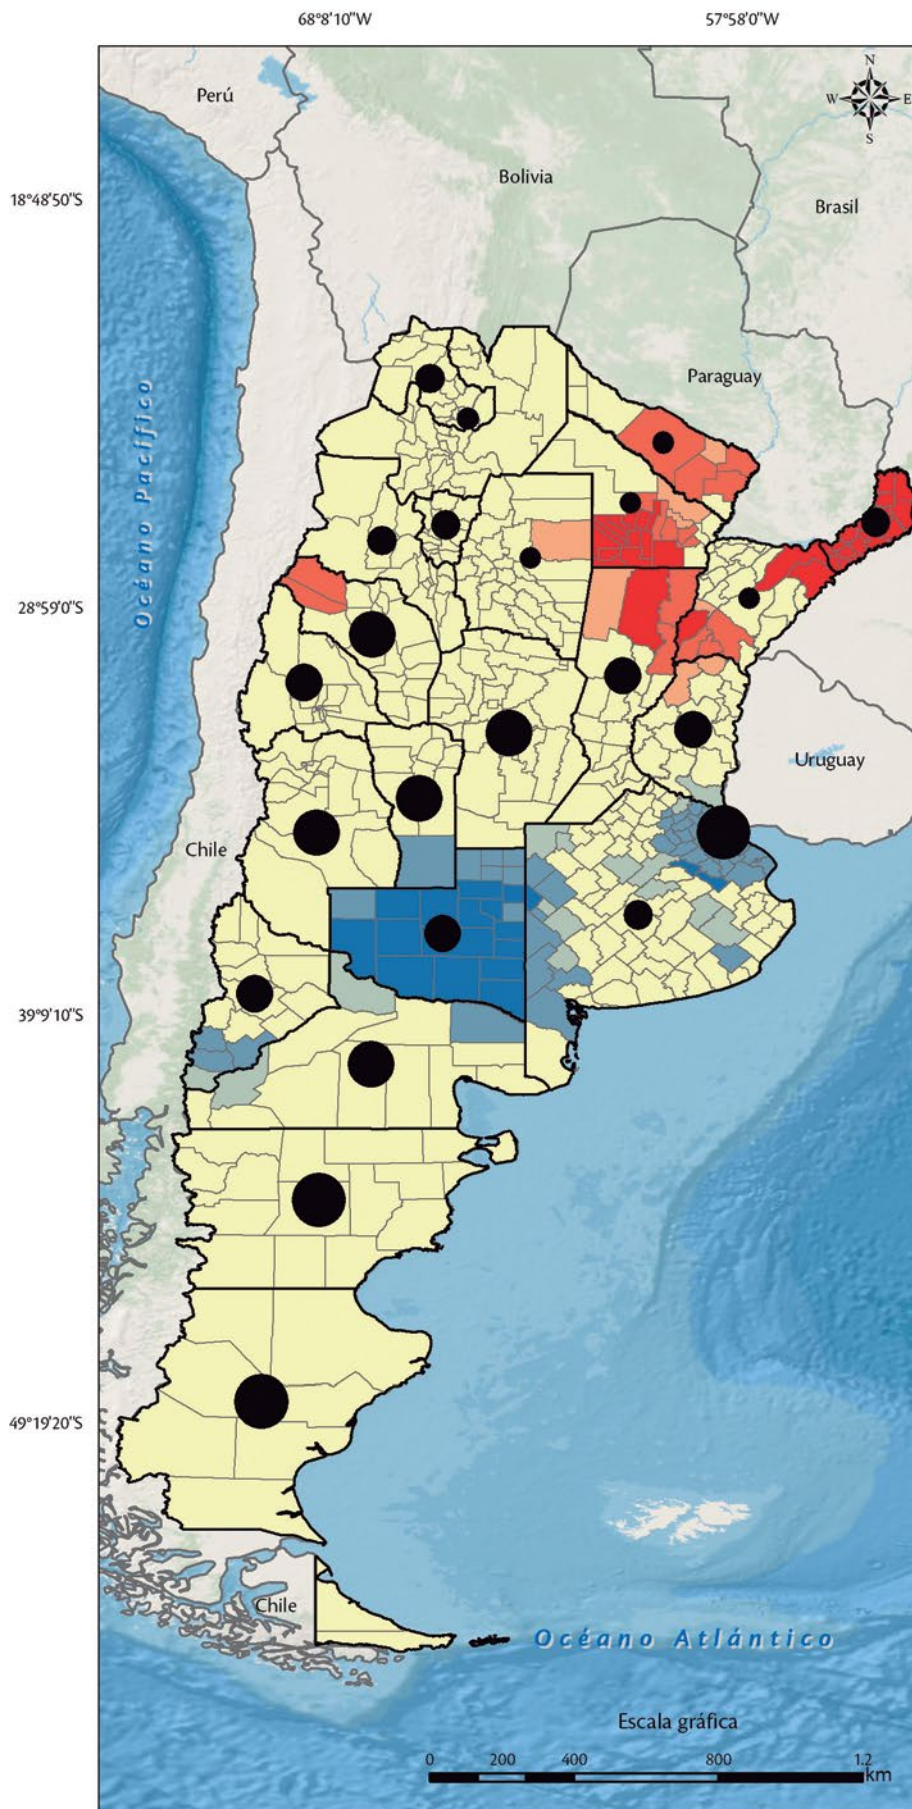 68°8'10"W
57°58'0"W
N
W
E
S
Perú
Bolivia
Brasil
18°48'50"S
Paraguay
Océano Pacífico
28°59'0"S
Uruguay
Chile
39°9'10"S
49°19'20"S
Chile
Océano Atlántico
Escala gráfica
0
200
400
800
1.2
km